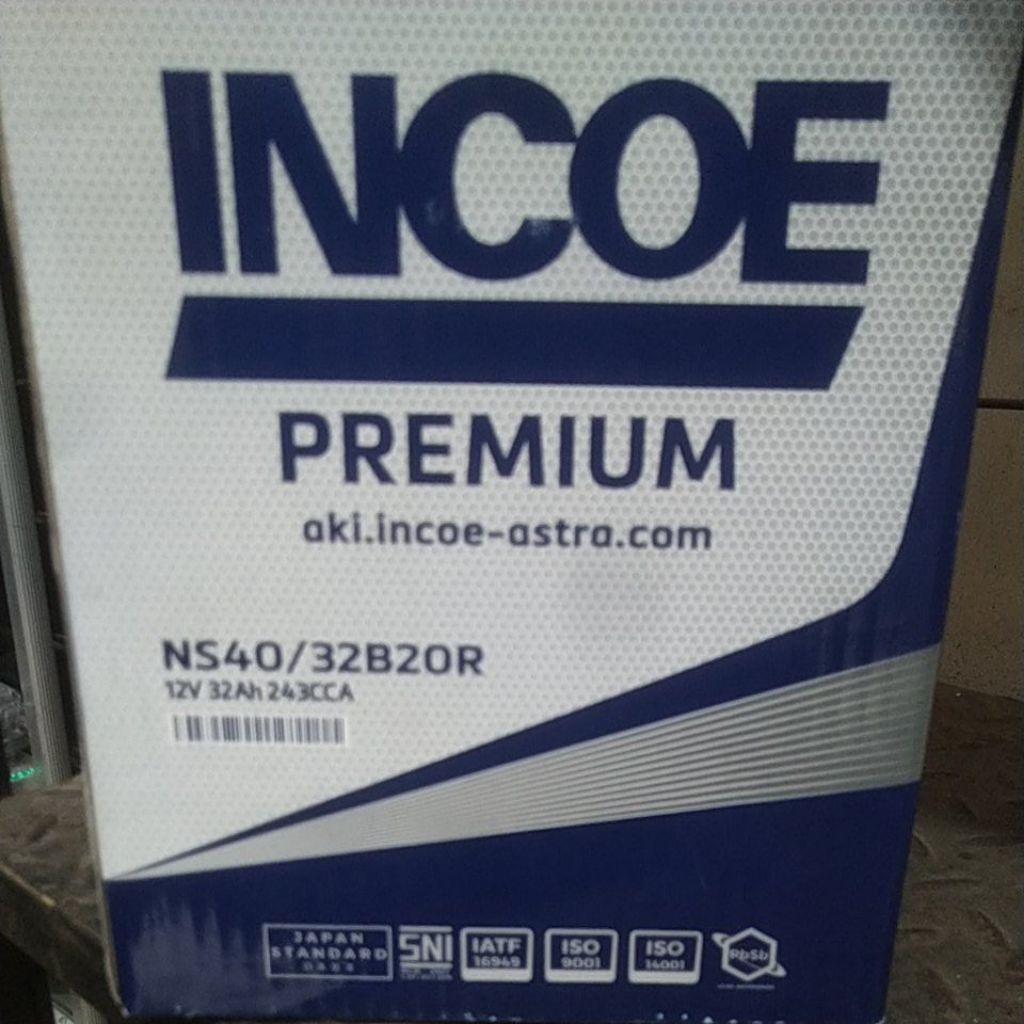 INCOE
PREMIUM
aki.incoe-astra.com
NS40/32B20R
12V 32Ah 243CCA
JAPAN
STANDARD
SNI
IATF
16949
ISO
9001
ISO
14001
PbSb